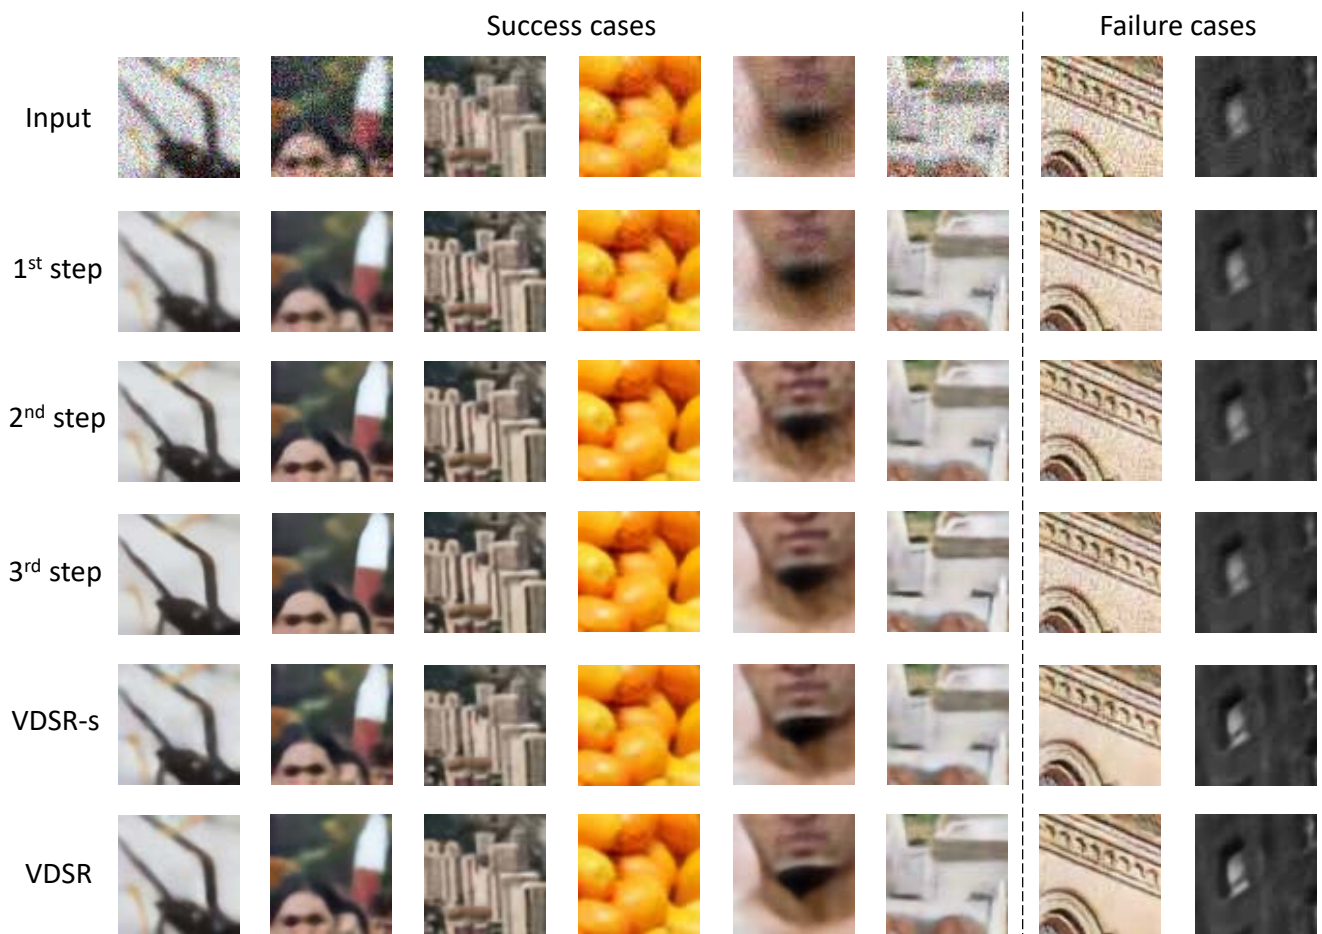 Success cases
Failure cases
Input
1st step
2nd step
3rd step
VDSR-s
VDSR